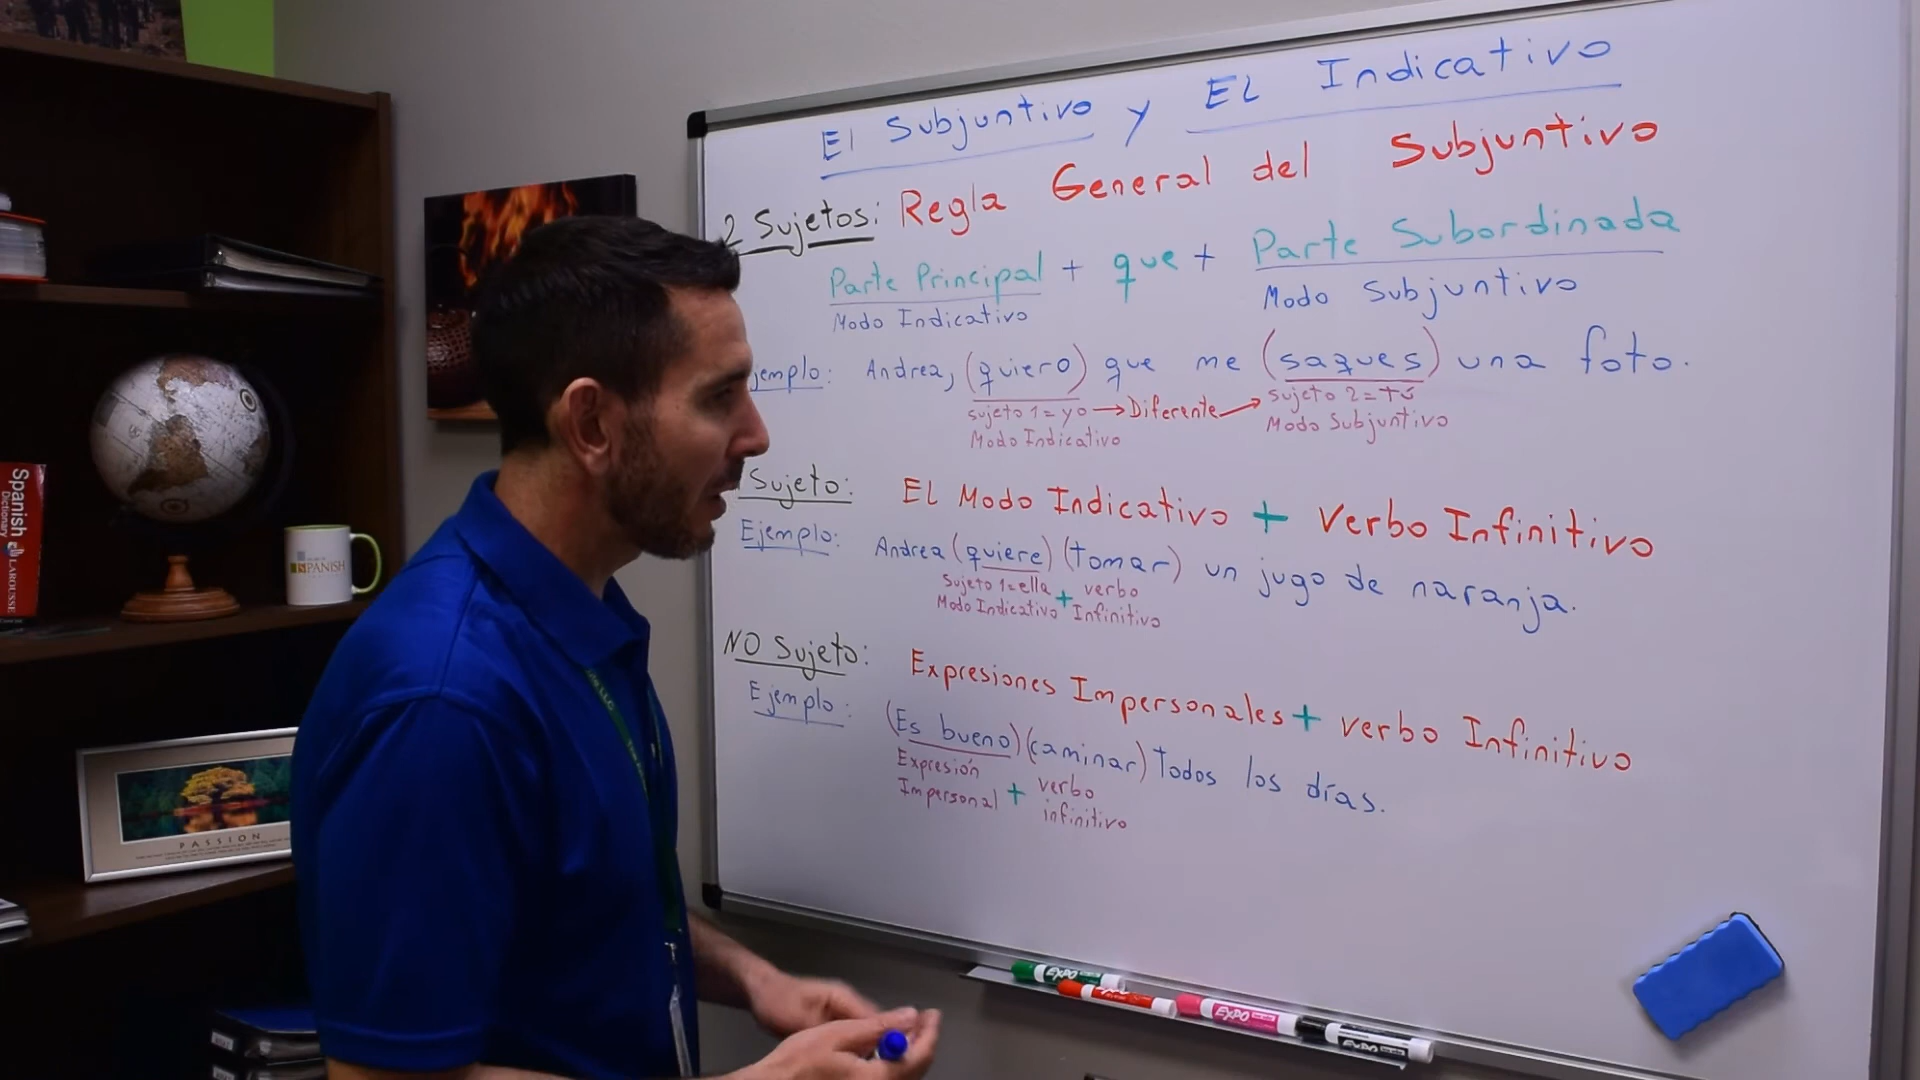 El Subjuntivo y El Indicativo
2 Sujetos: Regla General del Subjuntivo
Parte Principal + que + Parte Subordinada
Modo Indicativo Modo Subjuntivo
jemplo: Andrea, (quiero) que me (saques) una foto.
sujeto 1 = yo → Diferente → sujeto 2 = tú
Modo Indicativo Modo Subjuntivo
Sujeto: El Modo Indicativo + Verbo Infinitivo
Ejemplo: Andrea (quiere) (tomar) un jugo de naranja.
Sujeto 1 = ella + verbo
Modo Indicativo Infinitivo
NO Sujeto: Expresiones Impersonales + verbo Infinitivo
Ejemplo: (Es bueno) (caminar) Todos los días.
Expresión + verbo
Impersonal infinitivo
Spanish
Dictionary
LAROUSSE
SPANISH
PASSION
EXPO
EXPO
EXPO